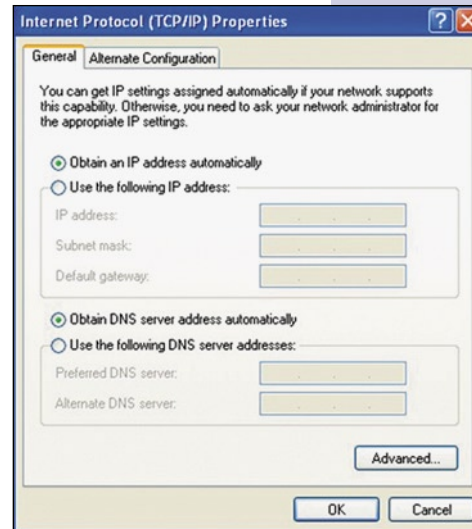 Internet Protocol (TCP/IP) Properties
General
Alternate Configuration
You can get IP settings assigned automatically if your network supports
this capability. Otherwise, you need to ask your network administrator for
the appropriate IP settings.
Obtain an IP address automatically
Use the following IP address:
IP address:
Subnet mask:
Default gateway:
Obtain DNS server address automatically
Use the following DNS server addresses:
Preferred DNS server:
Alternate DNS server:
Advanced...
OK
Cancel